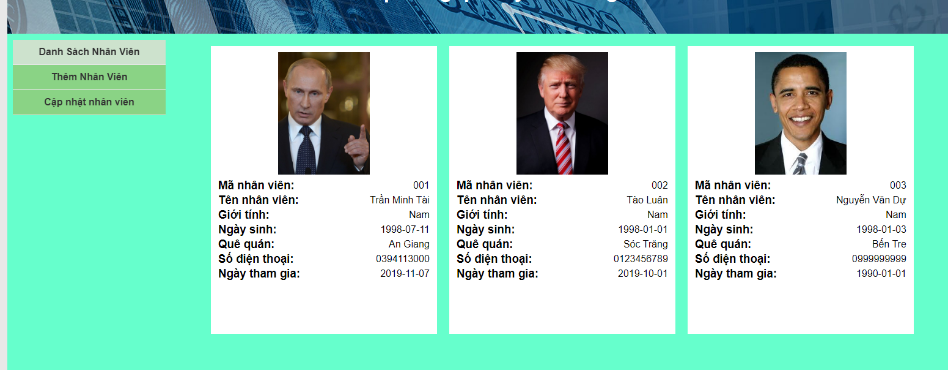 Danh Sách Nhân Viên
Thêm Nhân Viên
Cập nhật nhân viên
Mã nhân viên: 001
Tên nhân viên: Trần Minh Tài
Giới tính: Nam
Ngày sinh: 1998-07-11
Quê quán: An Giang
Số điện thoại: 0394113000
Ngày tham gia: 2019-11-07
Mã nhân viên: 002
Tên nhân viên: Tào Luân
Giới tính: Nam
Ngày sinh: 1998-01-01
Quê quán: Sóc Trăng
Số điện thoại: 0123456789
Ngày tham gia: 2019-10-01
Mã nhân viên: 003
Tên nhân viên: Nguyễn Văn Dự
Giới tính: Nam
Ngày sinh: 1998-01-03
Quê quán: Bến Tre
Số điện thoại: 0999999999
Ngày tham gia: 1990-01-01